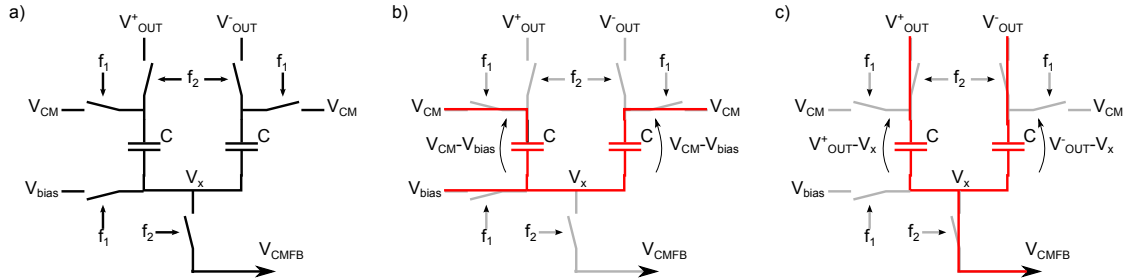 a)
V⁺OUT V⁻OUT
f₁ f₂ f₁
VCM VCM
C C
Vbias Vₓ
f₁ f₂
VCMFB
b)
V⁺OUT V⁻OUT
f₁ f₂ f₁
VCM VCM
VCM-Vbias C C VCM-Vbias
Vbias Vₓ
f₁ f₂
VCMFB
c)
V⁺OUT V⁻OUT
f₁ f₂ f₁
VCM VCM
V⁺OUT-Vₓ C C V⁻OUT-Vₓ
Vbias Vₓ
f₁ f₂
VCMFB